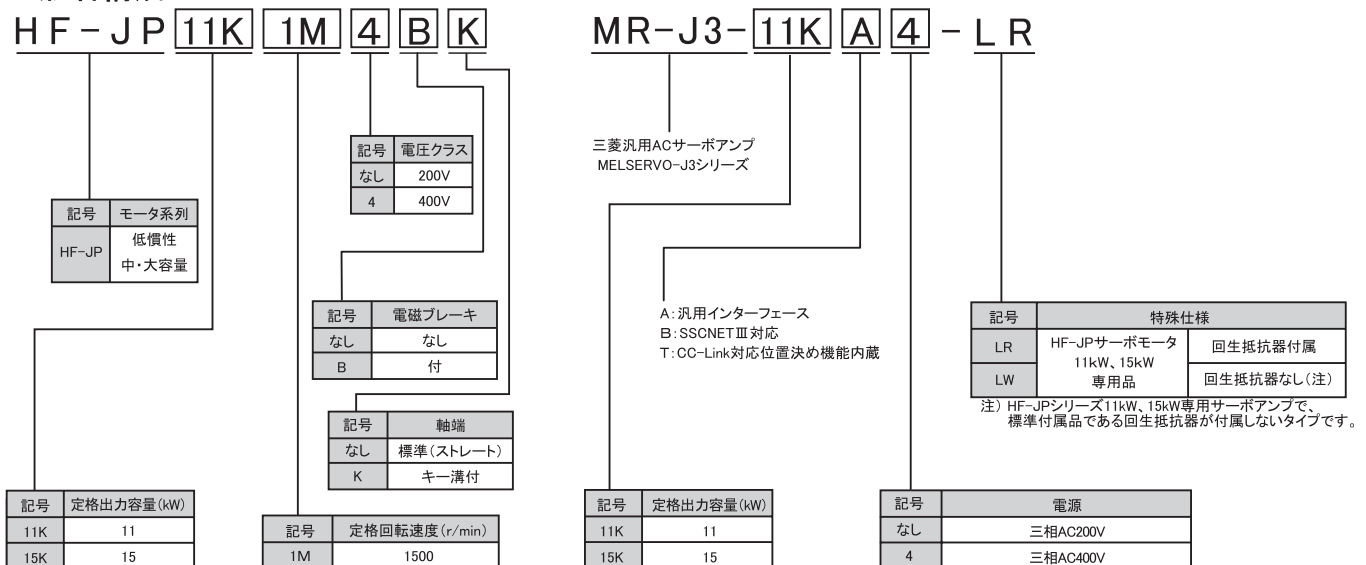 HF-JP 11K 1M 4 B K
記号 モータ系列
HF-JP 低慣性
中・大容量
記号 電圧クラス
なし 200V
4 400V
記号 電磁ブレーキ
なし なし
B 付
記号 軸端
なし 標準(ストレート)
K キー溝付
記号 定格出力容量(kW)
11K 11
15K 15
記号 定格回転速度(r/min)
1M 1500
MR-J3-11K A 4 -LR
三菱汎用ACサーボアンプ
MELSERVO-J3シリーズ
A:汎用インターフェース
B:SSCNETⅢ対応
T:CC-Link対応位置決め機能内蔵
記号 特殊仕様
LR HF-JPサーボモータ 回生抵抗器付属
11kW、15kW
LW 専用品 回生抵抗器なし(注)
注) HF-JPシリーズ11kW、15kW専用サーボアンプで、
標準付属品である回生抵抗器が付属しないタイプです。
記号 定格出力容量(kW)
11K 11
15K 15
記号 電源
なし 三相AC200V
4 三相AC400V